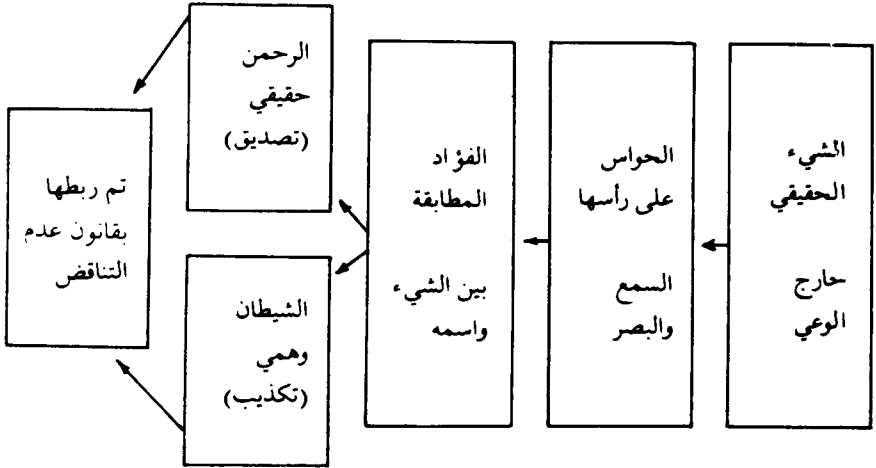 الشيء
الحقيقي
حارج
الوعي
الحواس
على رأسها
السمع
والبصر
الفؤاد
المطابقة
بين الشيء
واسمه
الرحمن
حقيقي
(تصديق)
الشيطان
وهمي
(تكذيب)
تم ربطها
بقانون عدم
التناقض